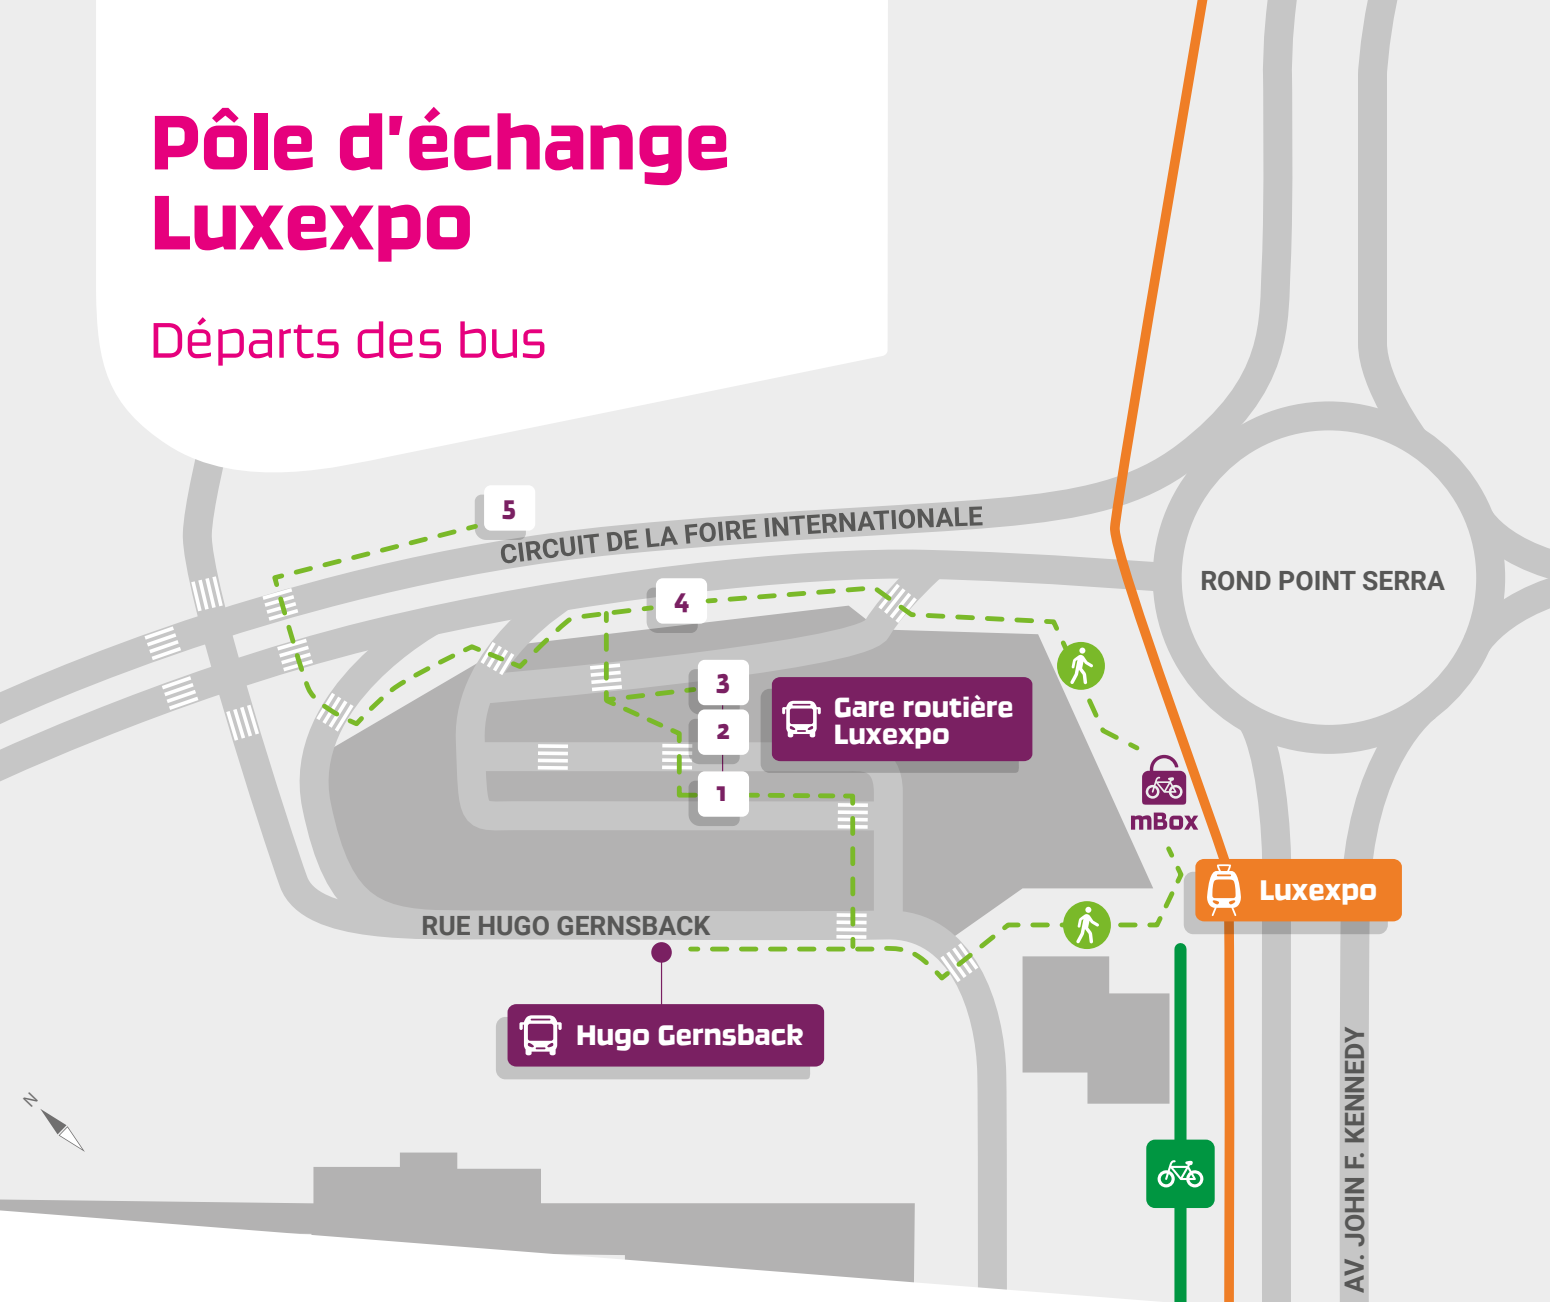 Pôle d'échange
Luxexpo
Départs des bus
5
CIRCUIT DE LA FOIRE INTERNATIONALE
ROND POINT SERRA
4
3
Gare routière
Luxexpo
2
1
mBox
Luxexpo
RUE HUGO GERNSBACK
Hugo Gernsback
AV. JOHN F. KENNEDY
N